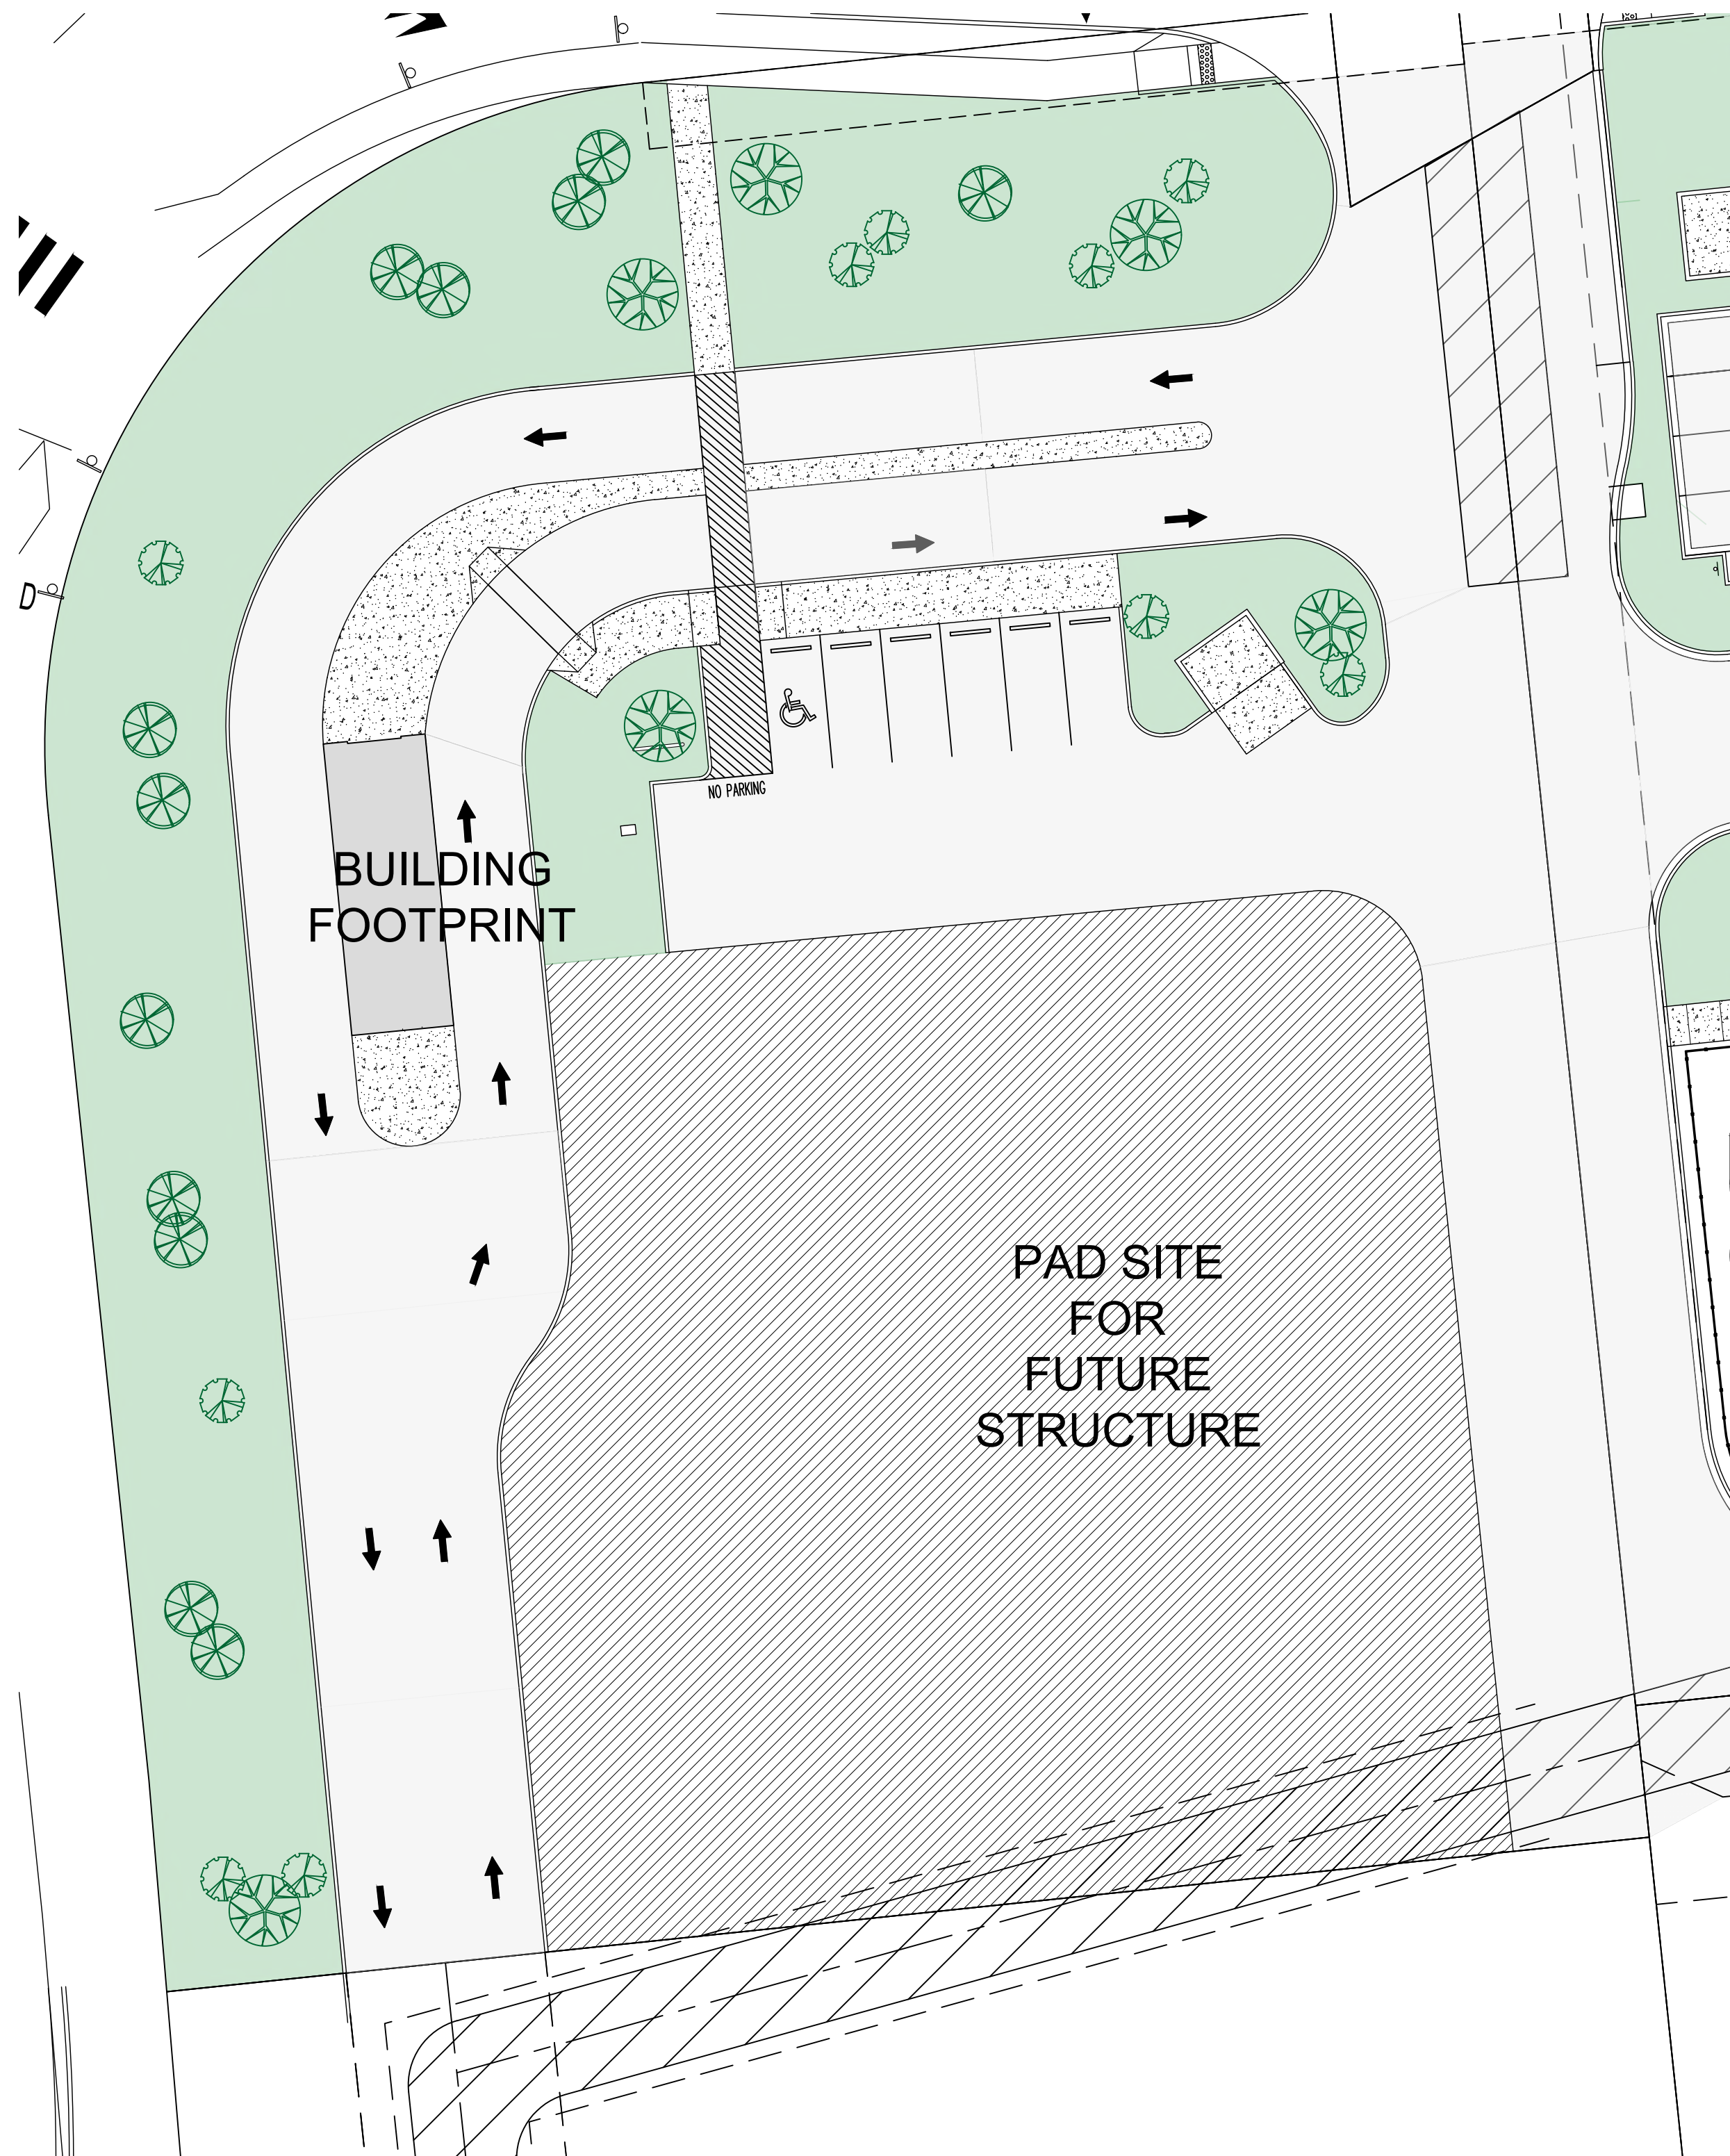 D
NO PARKING
BUILDING
FOOTPRINT
PAD SITE
FOR
FUTURE
STRUCTURE